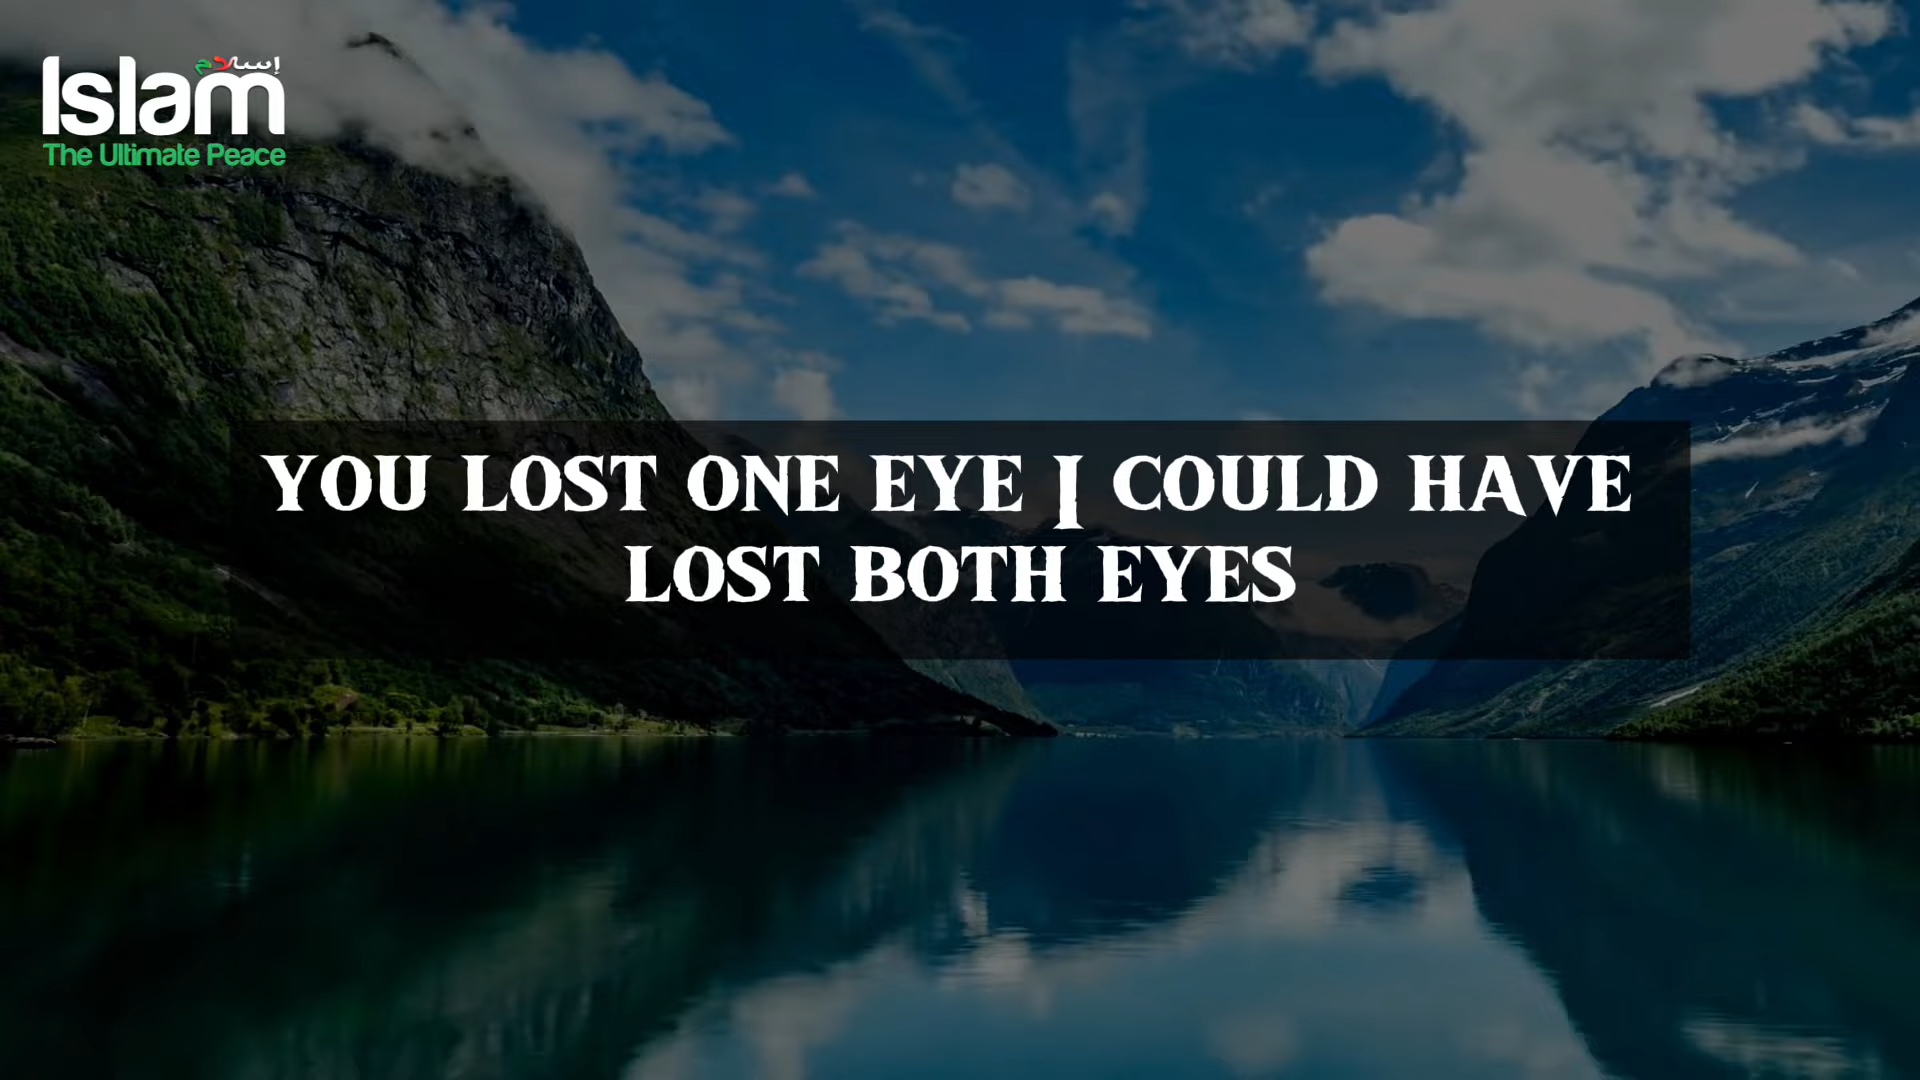 إسلام
Islam
The Ultimate Peace
YOU LOST ONE EYE I COULD HAVE
LOST BOTH EYES